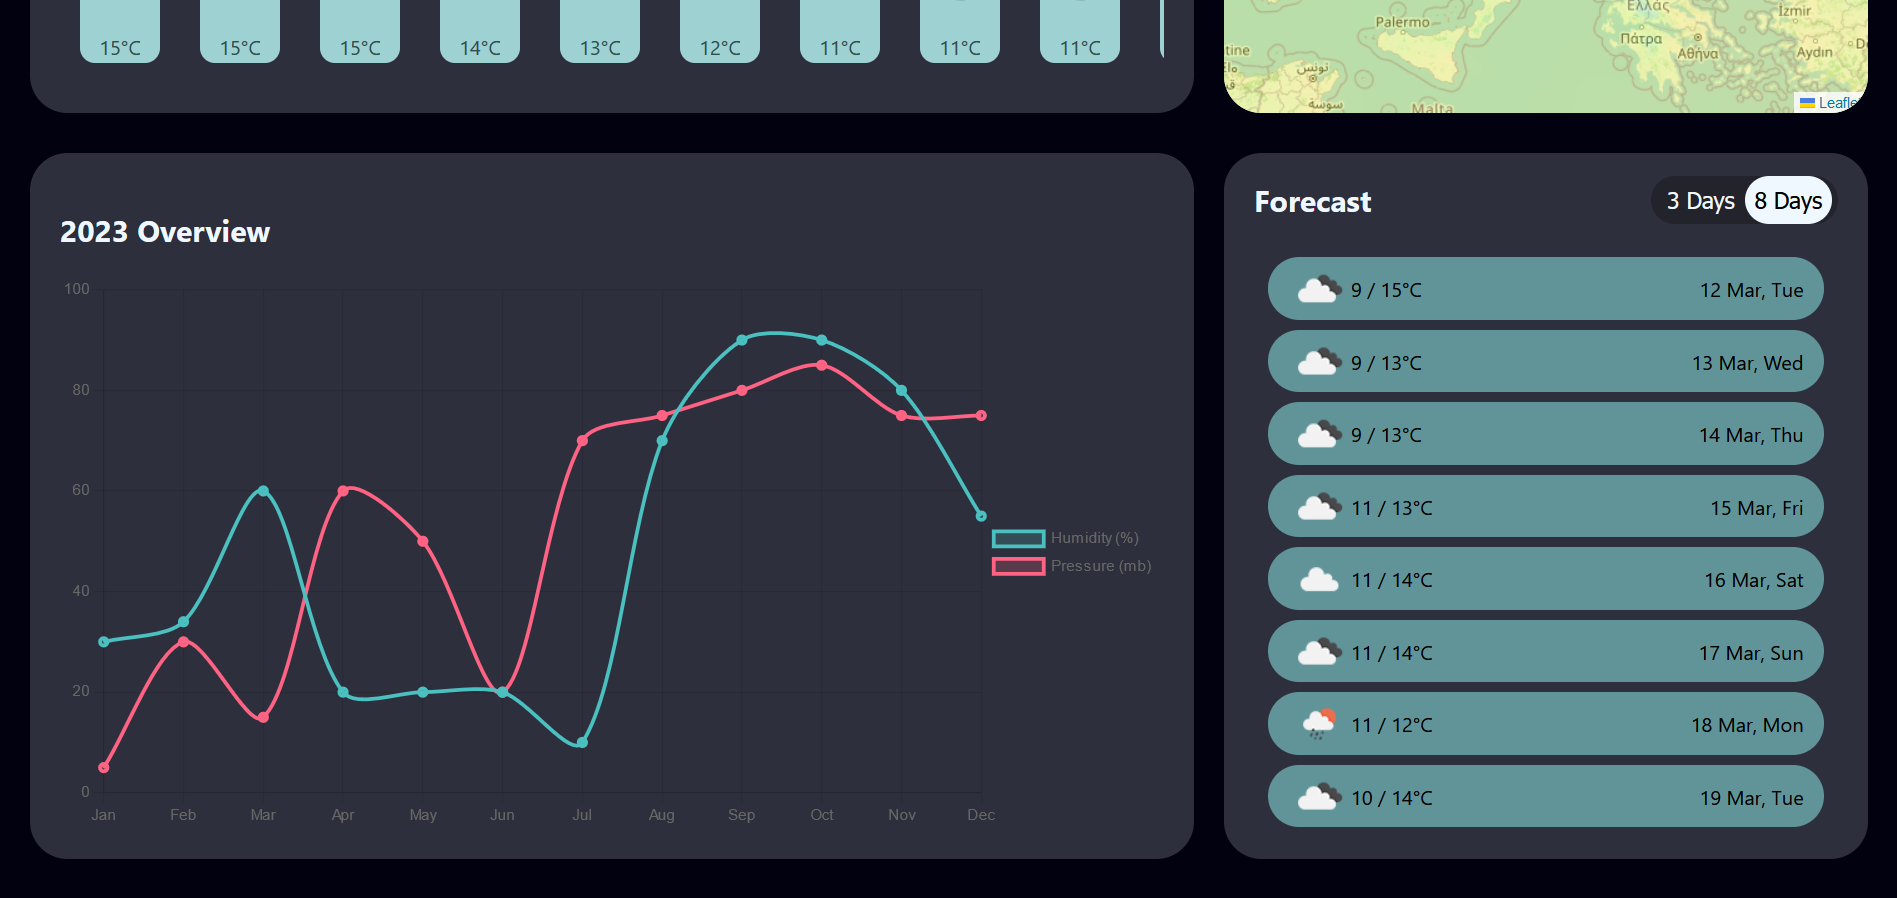 15°C 15°C 15°C 14°C 13°C 12°C 11°C 11°C 11°C
Ελλάς
Izmir
Palermo
Πάτρα
Αθήνα
Aydın
tine
تونس
سوسة
Malta
2023 Overview
100
80
60
40
20
0
Jan Feb Mar Apr May Jun Jul Aug Sep Oct Nov Dec
Humidity (%)
Pressure (mb)
Forecast
3 Days 8 Days
9 / 15°C 12 Mar, Tue
9 / 13°C 13 Mar, Wed
9 / 13°C 14 Mar, Thu
11 / 13°C 15 Mar, Fri
11 / 14°C 16 Mar, Sat
11 / 14°C 17 Mar, Sun
11 / 12°C 18 Mar, Mon
10 / 14°C 19 Mar, Tue